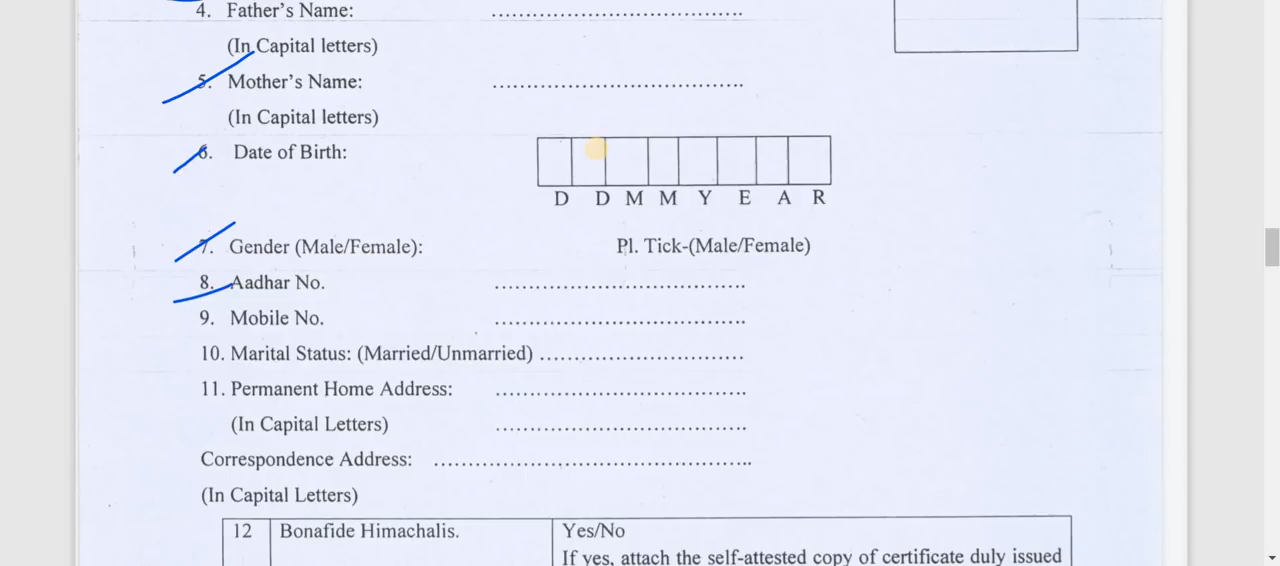 4. Father's Name: ....................................
(In Capital letters)
5. Mother's Name: ....................................
(In Capital letters)
6. Date of Birth:
D D M M Y E A R
7. Gender (Male/Female): Pl. Tick-(Male/Female)
8. Aadhar No. ....................................
9. Mobile No. ....................................
10. Marital Status: (Married/Unmarried) .............................
11. Permanent Home Address: ....................................
(In Capital Letters) ....................................
Correspondence Address: .............................................
(In Capital Letters)
12 Bonafide Himachalis. Yes/No
If yes, attach the self-attested copy of certificate duly issued